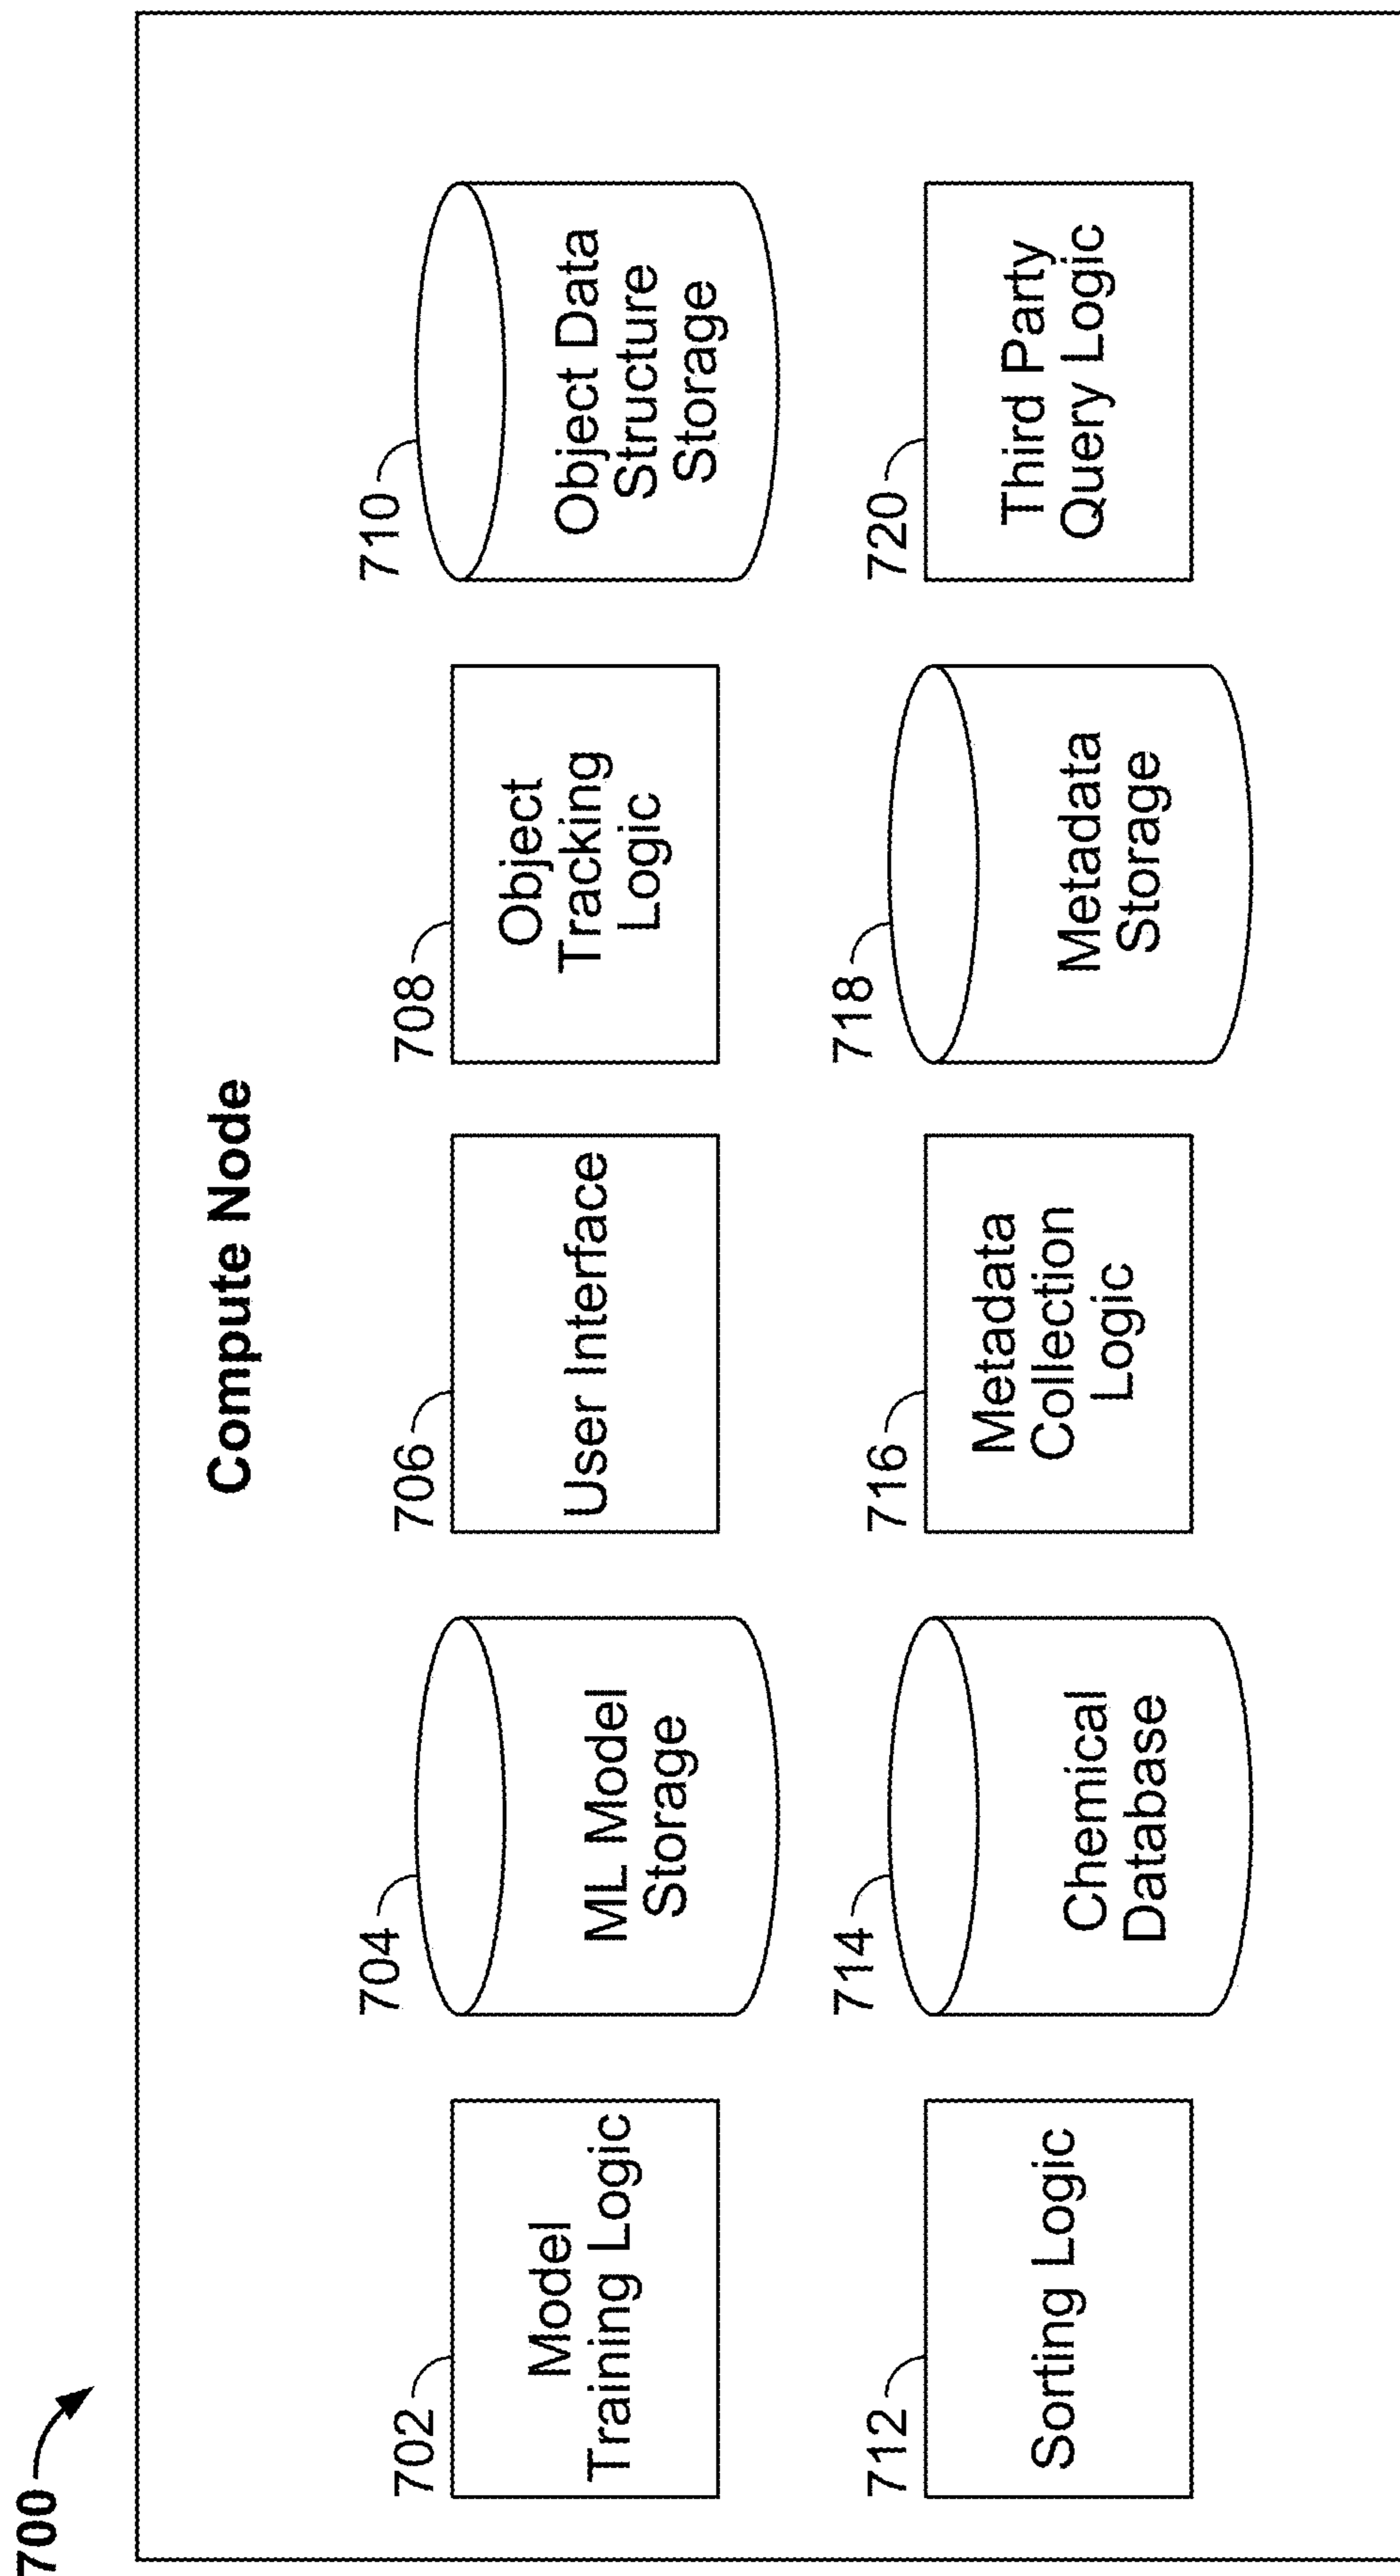 700
Compute Node
702
Model
Training Logic
704
ML Model
Storage
706
User Interface
708
Object
Tracking
Logic
710
Object Data
Structure
Storage
712
Sorting Logic
714
Chemical
Database
716
Metadata
Collection
Logic
718
Metadata
Storage
720
Third Party
Query Logic